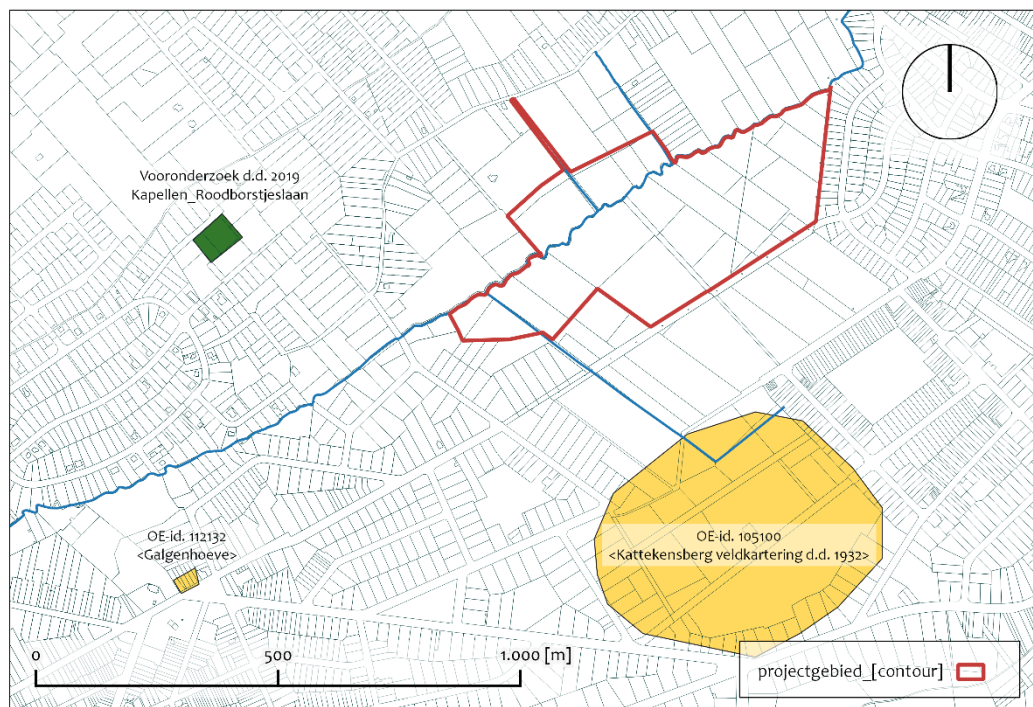 Vooronderzoek d.d. 2019
Kapellen_Roodborstjeslaan
OE-id. 112132
<Galgenhoeve>
OE-id. 105100
<Kattekensberg veldkartering d.d. 1932>
0
500
1.000 [m]
projectgebied_[contour]